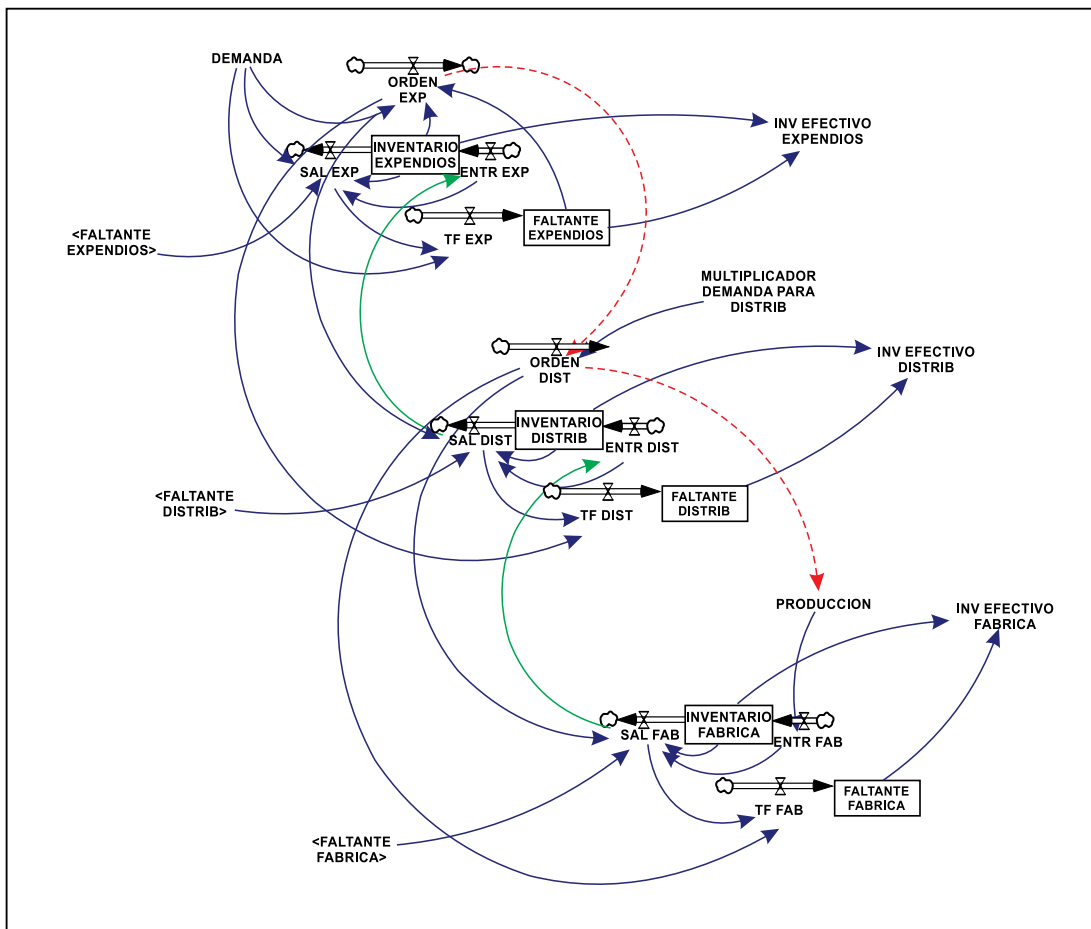 DEMANDA
ORDEN
EXP
INV EFECTIVO
EXPENDIOS
INVENTARIO
EXPENDIOS
SAL EXP
ENTR EXP
<FALTANTE
EXPENDIOS>
TF EXP
FALTANTE
EXPENDIOS
MULTIPLICADOR
DEMANDA PARA
DISTRIB
ORDEN
DIST
INV EFECTIVO
DISTRIB
INVENTARIO
DISTRIB
SAL DIST
ENTR DIST
<FALTANTE
DISTRIB>
TF DIST
FALTANTE
DISTRIB
PRODUCCION
INV EFECTIVO
FABRICA
INVENTARIO
FABRICA
SAL FAB
ENTR FAB
TF FAB
FALTANTE
FABRICA
<FALTANTE
FABRICA>